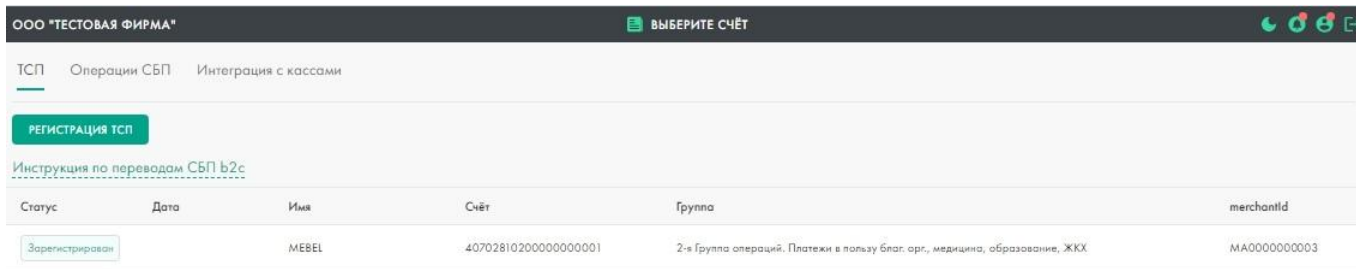 ООО "ТЕСТОВАЯ ФИРМА" ВЫБЕРИТЕ СЧЁТ
ТСП Операции СБП Интеграция с кассами
РЕГИСТРАЦИЯ ТСП
Инструкция по переводам СБП b2c
Статус Дата Имя Счёт Группа merchantId
Зарегистрирован MEBEL 40702810200000000001 2-я Группа операций. Платежи в пользу благ. орг., медицина, образование, ЖКХ MA0000000003